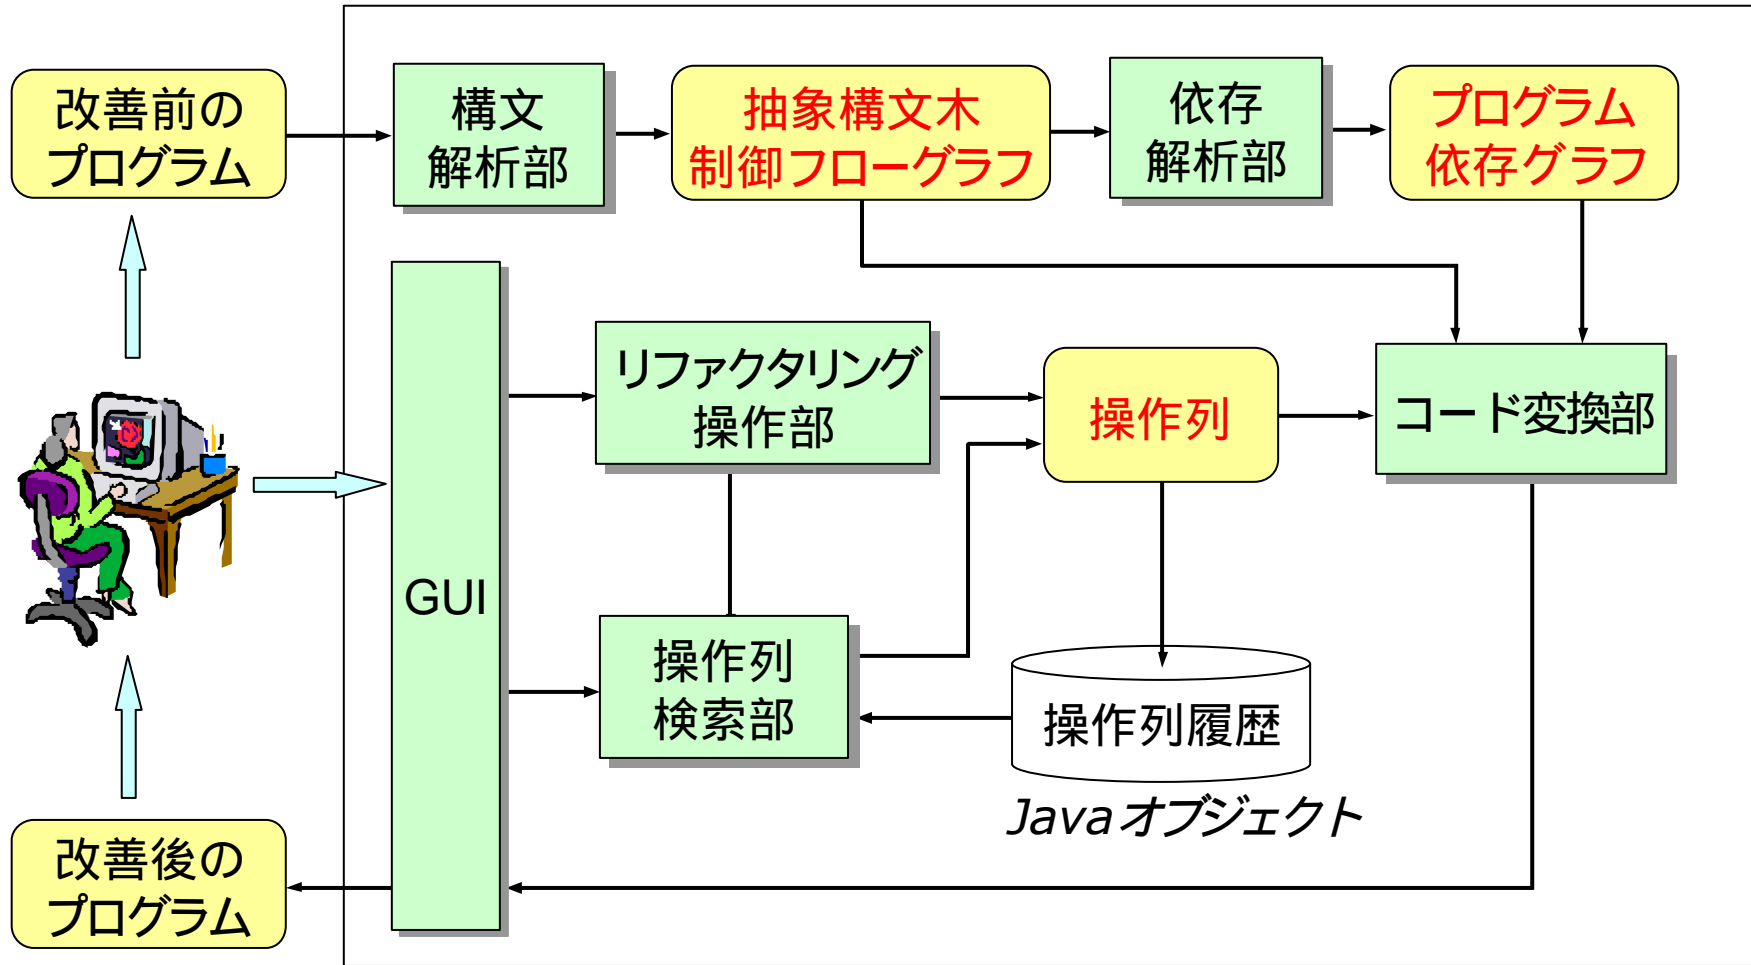 改善前の
プログラム
構文
解析部
抽象構文木
制御フローグラフ
依存
解析部
プログラム
依存グラフ
GUI
リファクタリング
操作部
操作列
コード変換部
操作列
検索部
操作列履歴
Javaオブジェクト
改善後の
プログラム